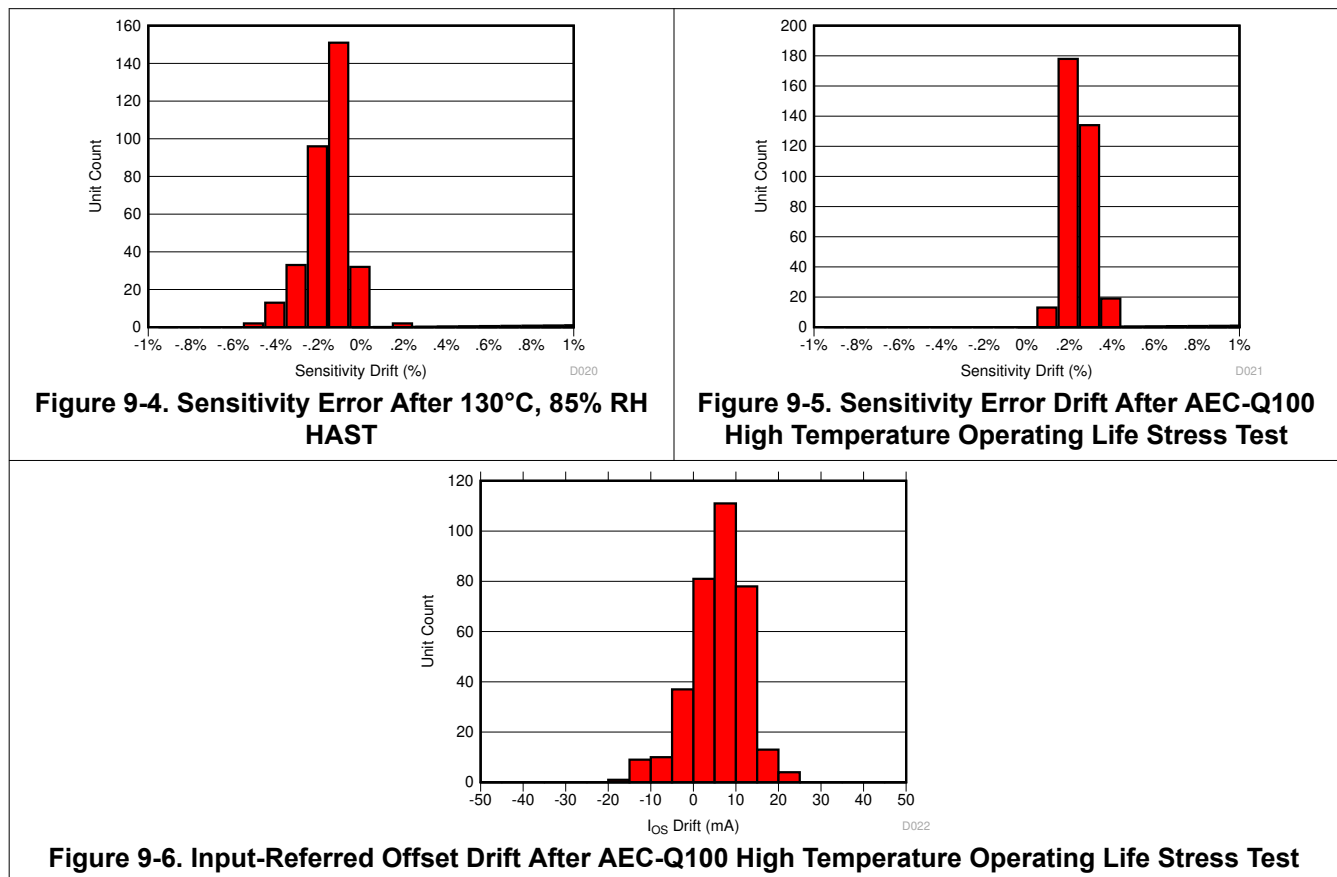 160
140
120
100
80
60
40
20
0
Unit Count
-1% -.8% -.6% -.4% -.2% 0% .2% .4% .6% .8% 1%
Sensitivity Drift (%)
D020
Figure 9-4. Sensitivity Error After 130°C, 85% RH
HAST
200
180
160
140
120
100
80
60
40
20
0
Unit Count
-1% -.8% -.6% -.4% -.2% 0% .2% .4% .6% .8% 1%
Sensitivity Drift (%)
D021
Figure 9-5. Sensitivity Error Drift After AEC-Q100
High Temperature Operating Life Stress Test
120
100
80
60
40
20
0
Unit Count
-50 -40 -30 -20 -10 0 10 20 30 40 50
IOS Drift (mA)
D022
Figure 9-6. Input-Referred Offset Drift After AEC-Q100 High Temperature Operating Life Stress Test